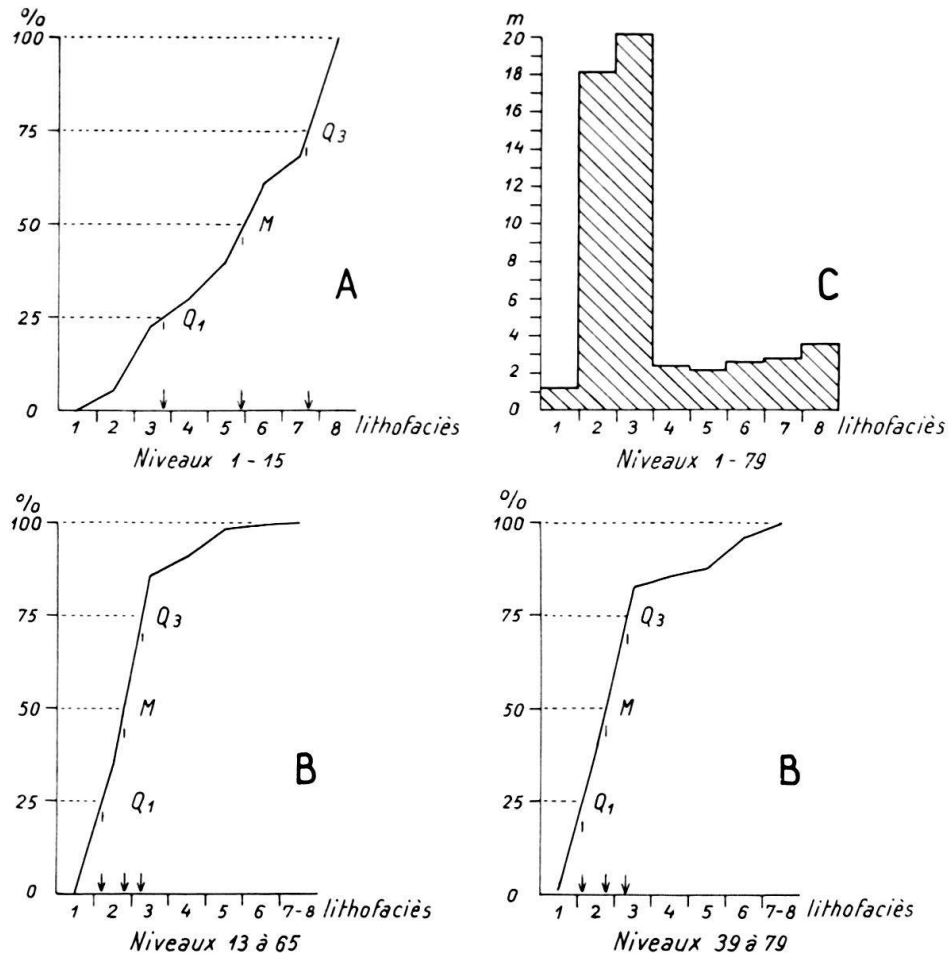 %
100
75
50
25
0
Q3
M
Q1
A
1 2 3 4 5 6 7 8 lithofaciès
Niveaux 1 - 15
m
20
18
16
14
12
10
8
6
4
2
0
C
1 2 3 4 5 6 7 8 lithofaciès
Niveaux 1 - 79
%
100
75
50
25
0
Q3
M
Q1
B
1 2 3 4 5 6 7-8 lithofaciès
Niveaux 13 à 65
%
100
75
50
25
0
Q3
M
Q1
B
1 2 3 4 5 6 7-8 lithofaciès
Niveaux 39 à 79